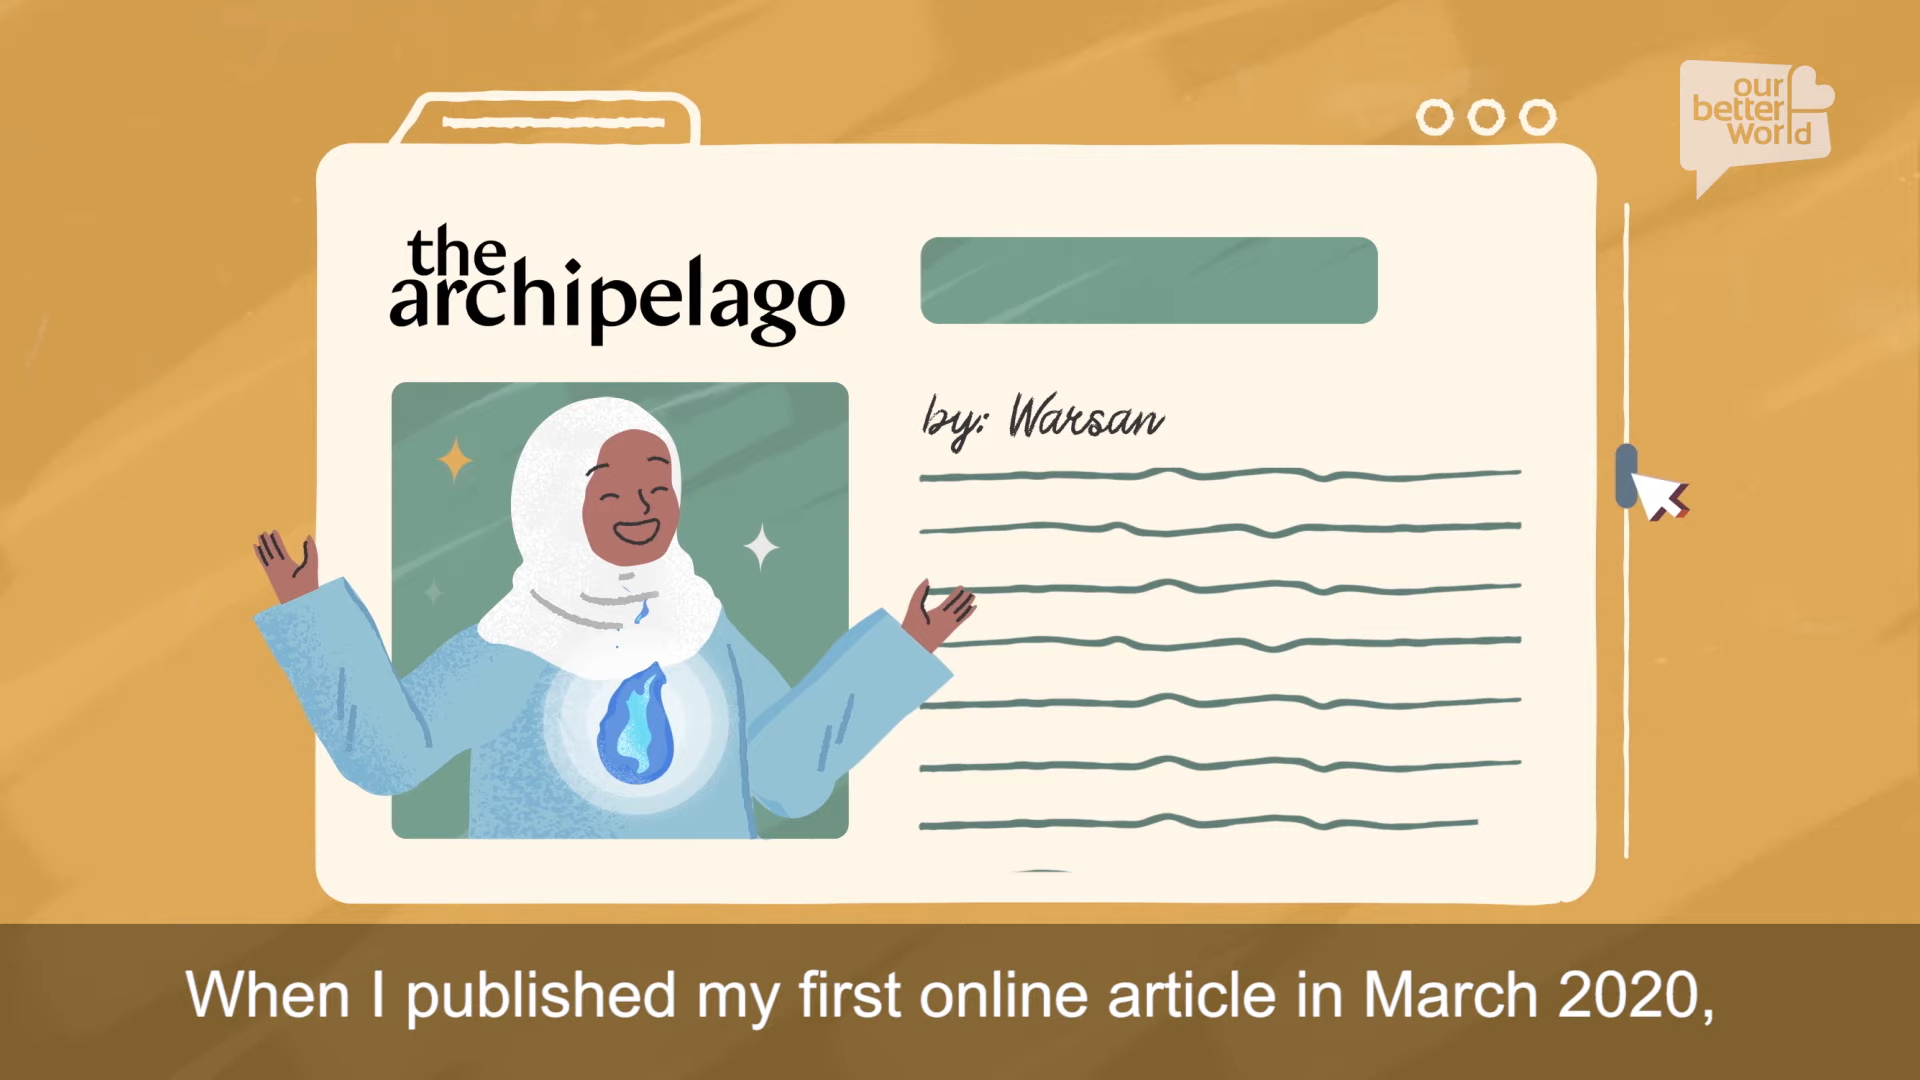 our
better
world
the
archipelago
by: Warsan
When I published my first online article in March 2020,